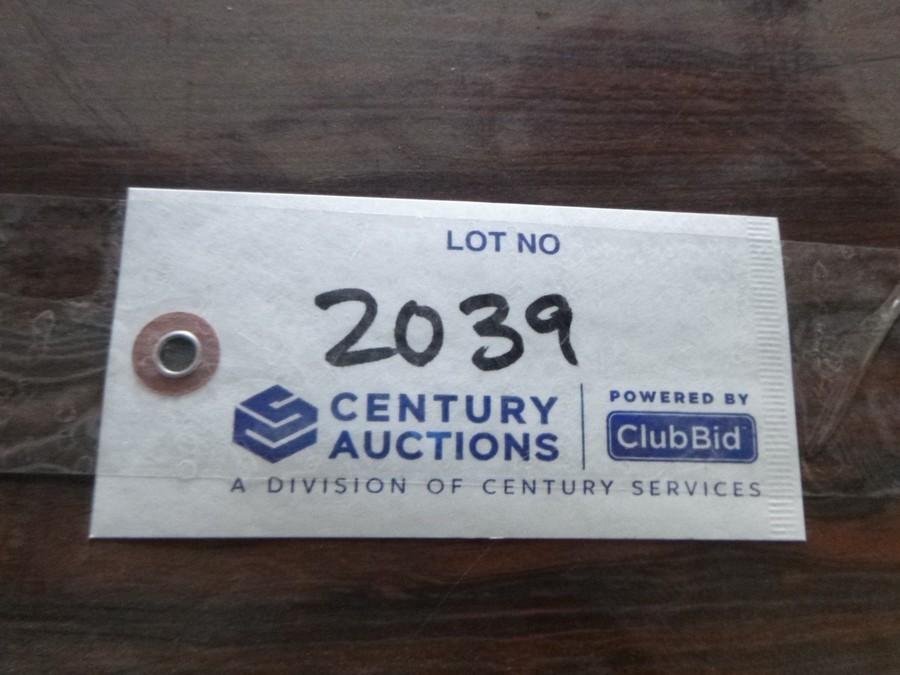 LOT NO
2039
CENTURY
AUCTIONS
POWERED BY
ClubBid
A DIVISION OF CENTURY SERVICES